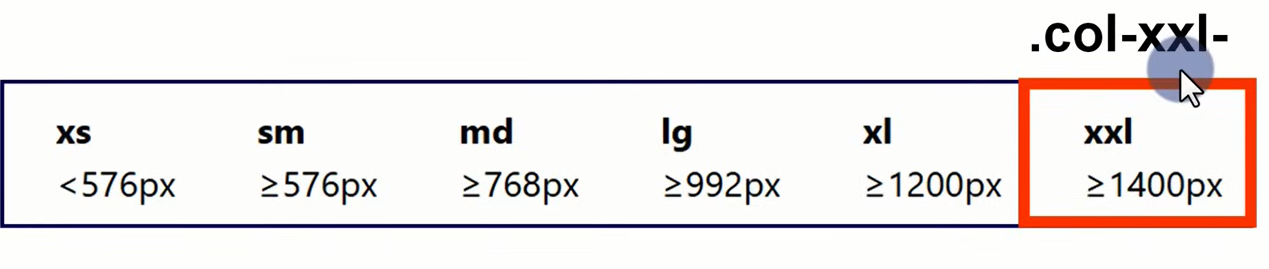 .col-xxl-
xs sm md lg xl xxl
<576px ≥576px ≥768px ≥992px ≥1200px ≥1400px